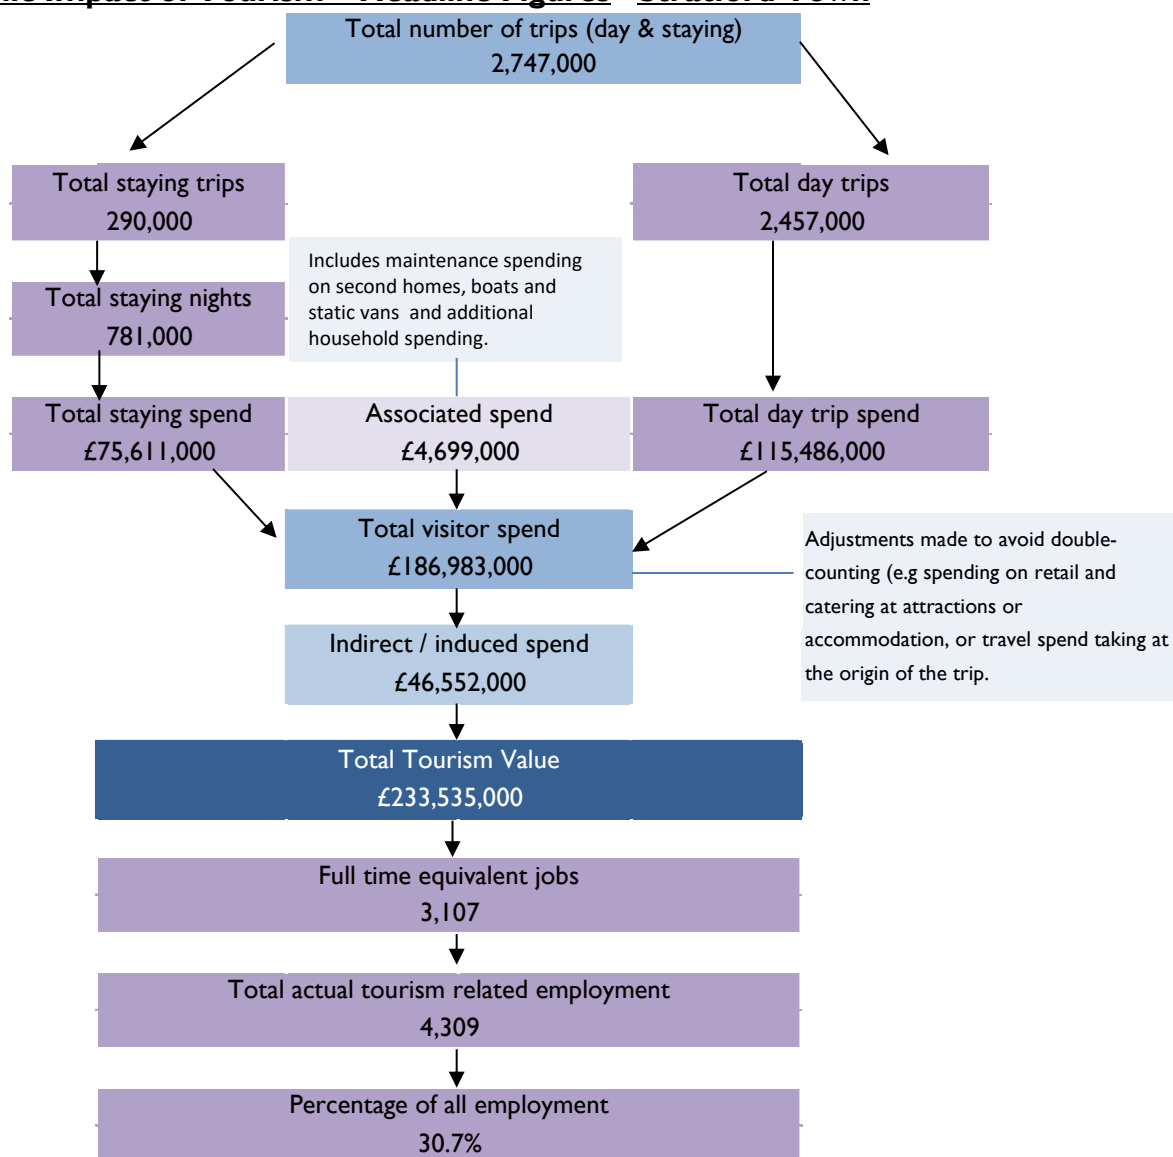 Impact of Tourism
Headline Figures
Total number of trips (day & staying)
2,747,000
Total staying trips
290,000
Total day trips
2,457,000
Total staying nights
781,000
Includes maintenance spending
on second homes, boats and
static vans and additional
household spending.
Total staying spend
£75,611,000
Associated spend
£4,699,000
Total day trip spend
£115,486,000
Total visitor spend
£186,983,000
Adjustments made to avoid double-
counting (e.g spending on retail and
catering at attractions or
accommodation, or travel spend taking at
the origin of the trip.
Indirect / induced spend
£46,552,000
Total Tourism Value
£233,535,000
Full time equivalent jobs
3,107
Total actual tourism related employment
4,309
Percentage of all employment
30.7%